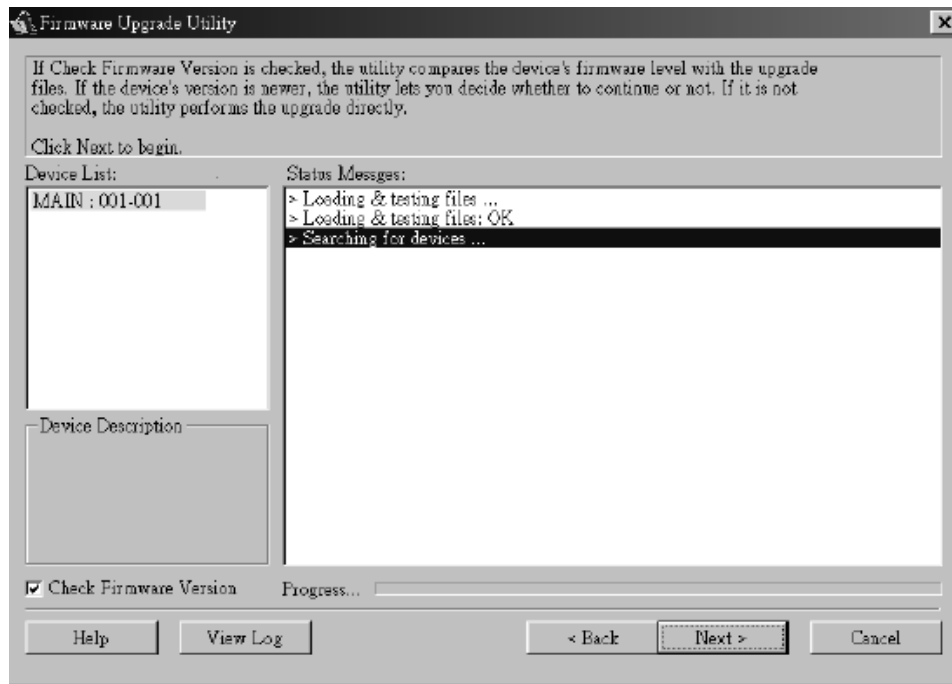 Firmware Upgrade Utility
If Check Firmware Version is checked, the utility compares the device's firmware level with the upgrade
files. If the device's version is newer, the utility lets you decide whether to continue or not. If it is not
checked, the utility performs the upgrade directly.
Click Next to begin.
Device List:
MAIN : 001-001
Status Messges:
> Loading & testing files ...
> Loading & testing files: OK
> Searching for devices ...
Device Description
Check Firmware Version
Progress...
Help
View Log
< Back
Next >
Cancel